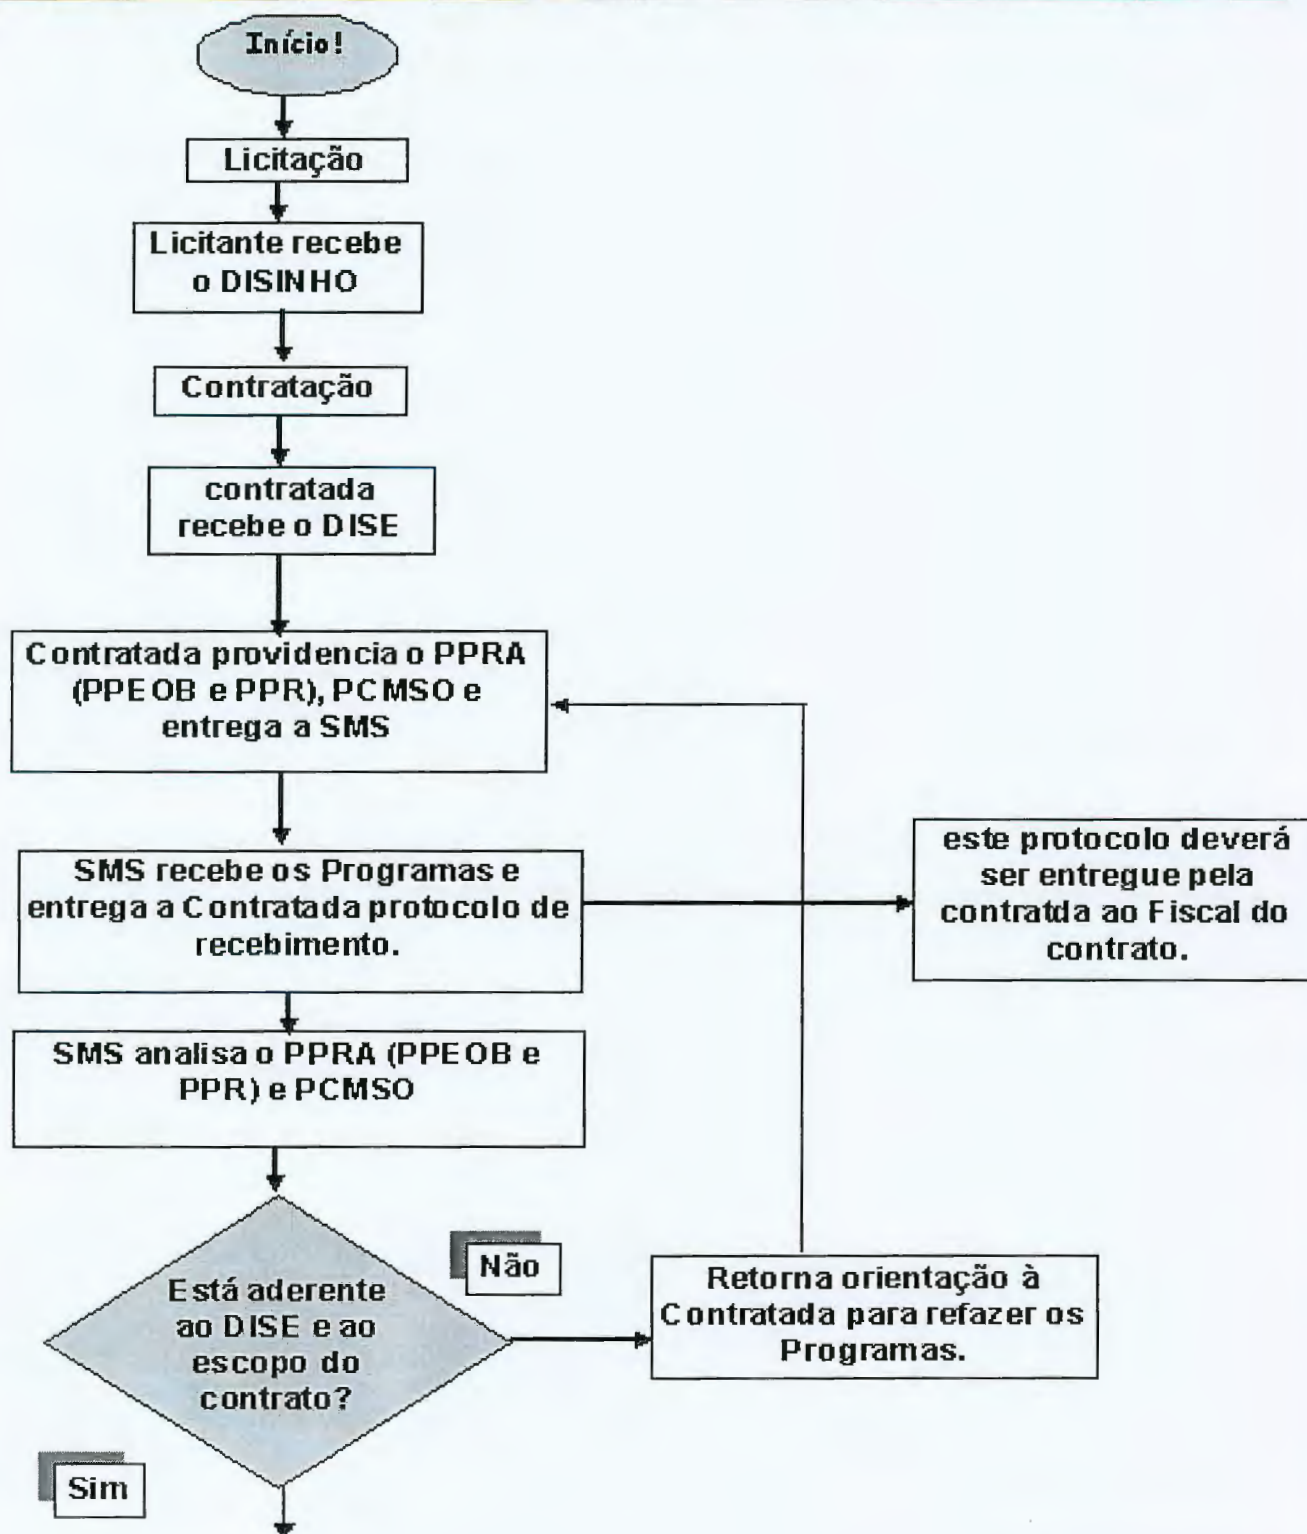 Início!
Licitação
Licitante recebe
o DISINHO
Contratação
contratada
recebe o DISE
Contratada providencia o PPRA
(PPEOB e PPR), PCMSO e
entrega a SMS
SMS recebe os Programas e
entrega a Contratada protocolo de
recebimento.
este protocolo deverá
ser entregue pela
contratda ao Fiscal do
contrato.
SMS analisa o PPRA (PPEOB e
PPR) e PCMSO
Está aderente
ao DISE e ao
escopo do
contrato?
Não
Retorna orientação à
Contratada para refazer os
Programas.
Sim